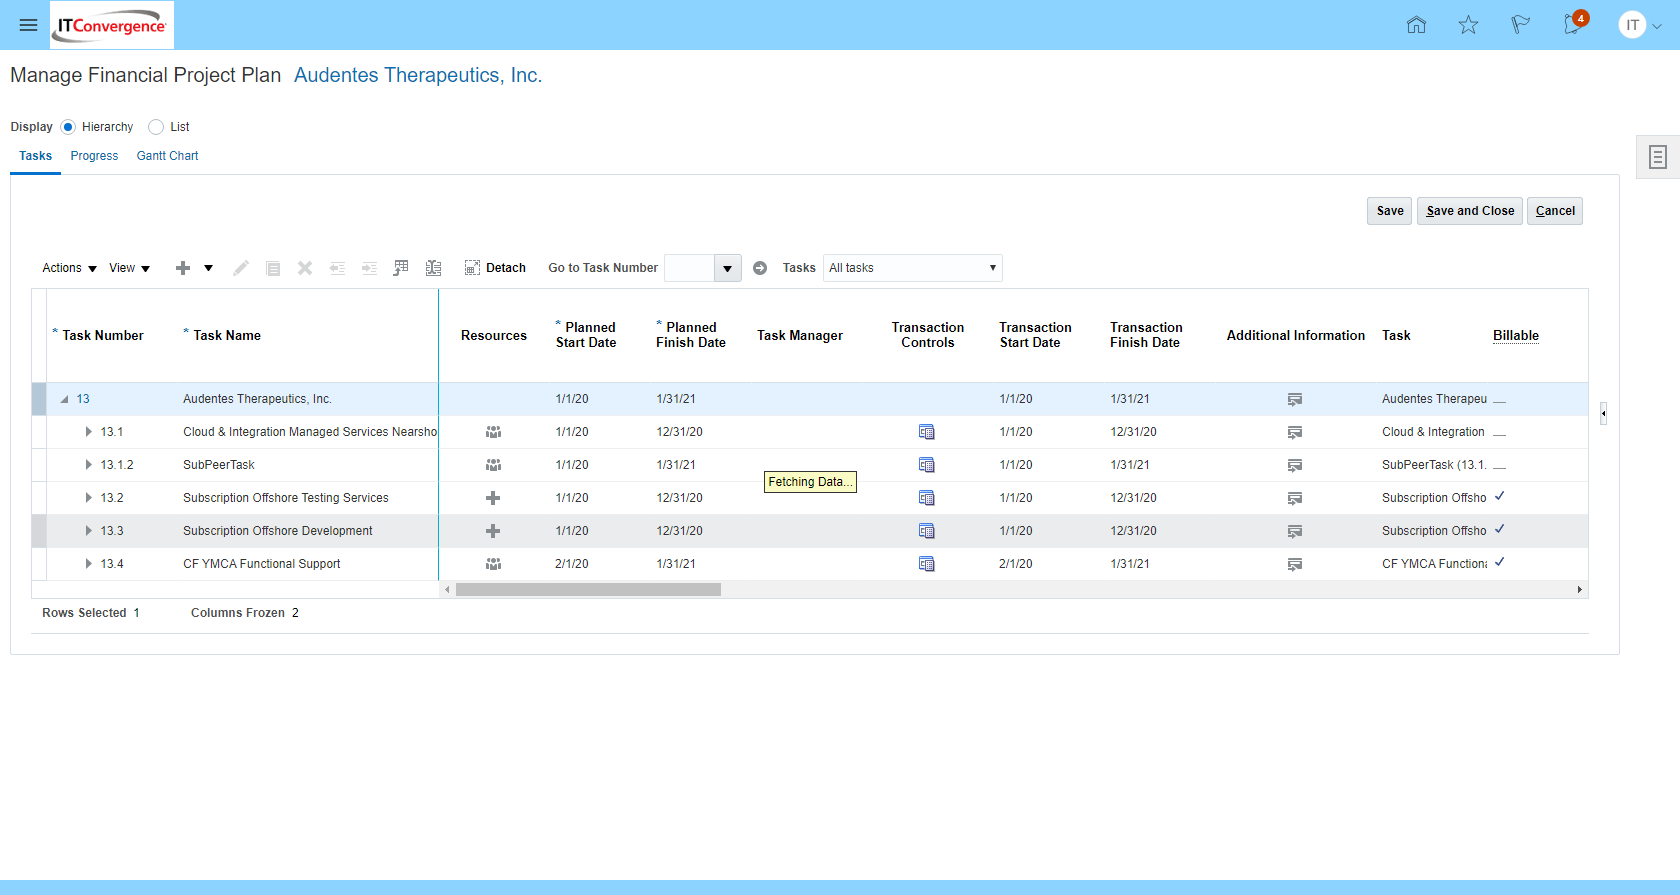 ITConvergence
4
IT
Manage Financial Project Plan Audentes Therapeutics, Inc.
Display Hierarchy List
Tasks Progress Gantt Chart
Save Save and Close Cancel
Actions View Detach Go to Task Number Tasks All tasks
* Task Number * Task Name Resources * Planned Start Date * Planned Finish Date Task Manager Transaction Controls Transaction Start Date Transaction Finish Date Additional Information Task Billable
13 Audentes Therapeutics, Inc. 1/1/20 1/31/21 1/1/20 1/31/21 Audentes Therapeu
13.1 Cloud & Integration Managed Services Nearsho 1/1/20 12/31/20 1/1/20 12/31/20 Cloud & Integration
13.1.2 SubPeerTask 1/1/20 1/31/21 1/1/20 1/31/21 SubPeerTask (13.1.
Fetching Data...
13.2 Subscription Offshore Testing Services 1/1/20 12/31/20 1/1/20 12/31/20 Subscription Offsho
13.3 Subscription Offshore Development 1/1/20 12/31/20 1/1/20 12/31/20 Subscription Offsho
13.4 CF YMCA Functional Support 2/1/20 1/31/21 2/1/20 1/31/21 CF YMCA Functiona
Rows Selected 1 Columns Frozen 2